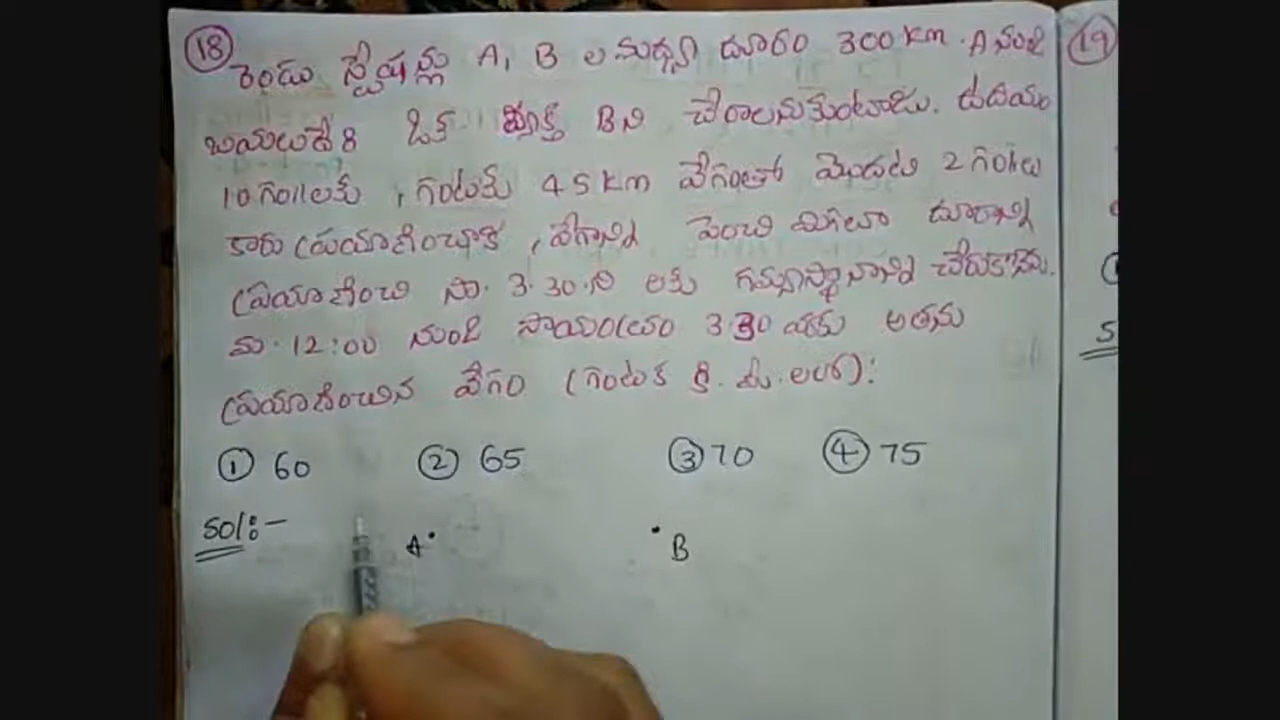 18 రెండు స్టేషన్ల A, B ల మధ్య దూరం 300 km. A నుండి
బయలుదేరి ఒక వ్యక్తి B ని చేరాలనుకుంటాడు. ఉదయం
10 గం॥లకు, గంటకు 45 km వేగంతో మొదటి 2 గం॥లు
కారు ప్రయాణించాక, వేగాన్ని పెంచి మిగిలా దూరాన్ని
ప్రయాణించి సా. 3.30.ని లకు గమ్యస్థానాన్ని చేరుకొనెను.
మ. 12:00 నుండి సాయంత్రం 3 30 వరకు అతను
ప్రయాణించిన వేగం (గంటుక కి. మీ. లలో):
1 60 2 65 3 70 4 75
Sol:-
A B
19
S